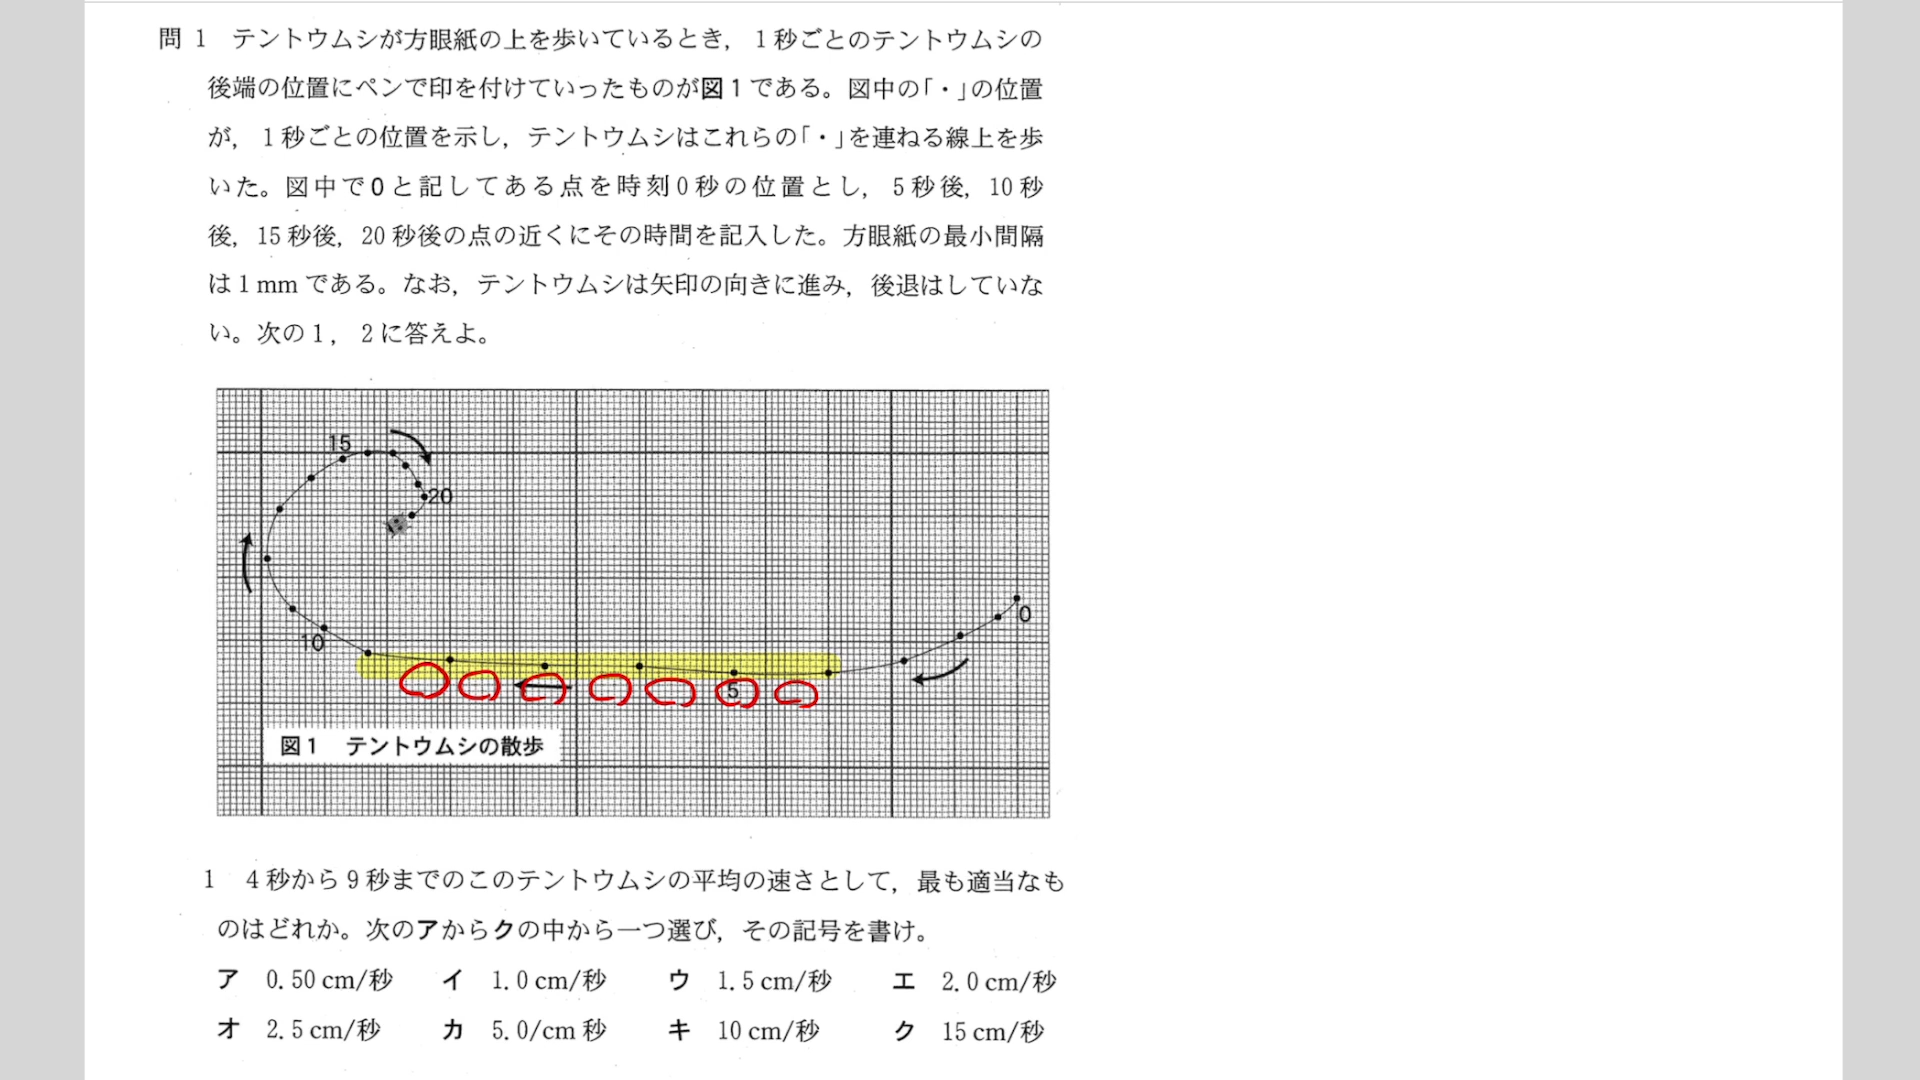 問 1 テントウムシが方眼紙の上を歩いているとき，1秒ごとのテントウムシの
後端の位置にペンで印を付けていったものが図1である。図中の「・」の位置
が，1秒ごとの位置を示し，テントウムシはこれらの「・」を連ねる線上を歩
いた。図中で0と記してある点を時刻0秒の位置とし，5秒後，10秒
後，15秒後，20秒後の点の近くにその時間を記入した。方眼紙の最小間隔
は1mmである。なお，テントウムシは矢印の向きに進み，後退はしていな
い。次の1，2に答えよ。
15
20
0
10
5
図1 テントウムシの散歩
1 4秒から9秒までのこのテントウムシの平均の速さとして，最も適当なも
のはどれか。次のアからクの中から一つ選び，その記号を書け。
ア 0.50 cm/秒 イ 1.0 cm/秒 ウ 1.5 cm/秒 エ 2.0 cm/秒
オ 2.5 cm/秒 カ 5.0/cm 秒 キ 10 cm/秒 ク 15 cm/秒